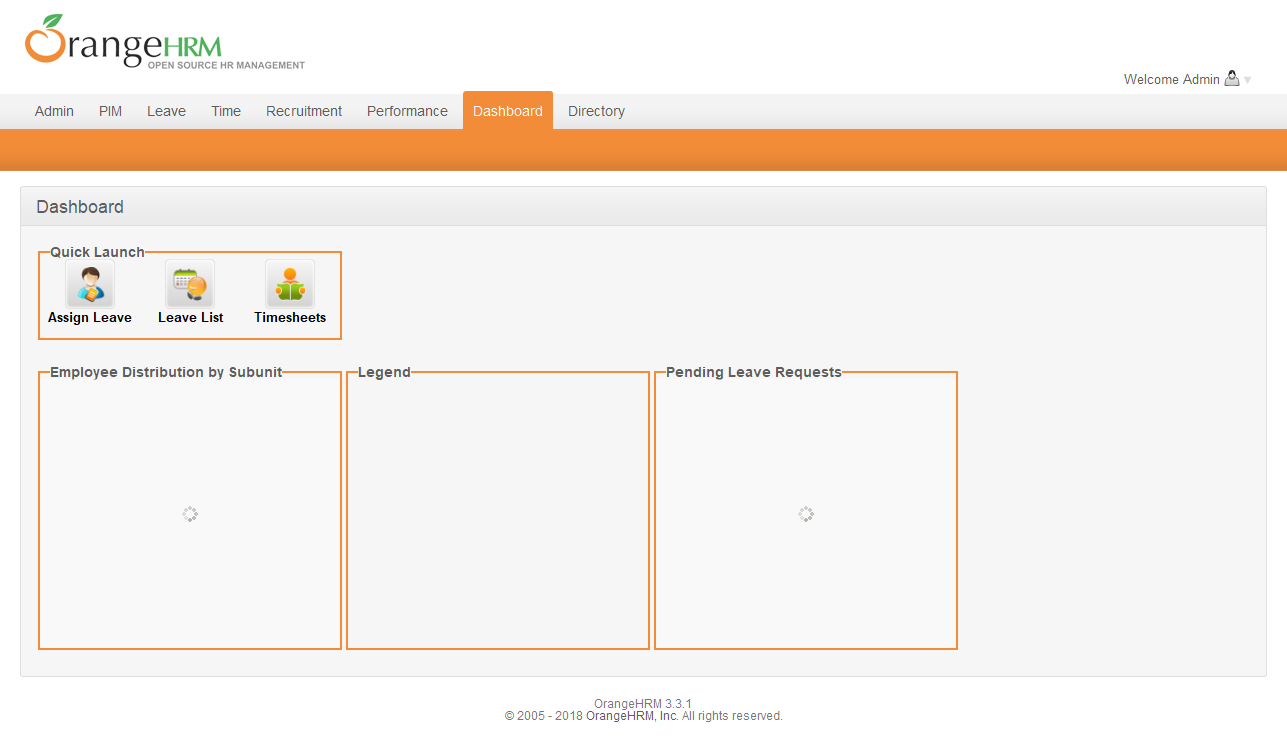 OrangeHRM
OPEN SOURCE HR MANAGEMENT
Welcome Admin
Admin PIM Leave Time Recruitment Performance Dashboard Directory
Dashboard
Quick Launch
Assign Leave Leave List Timesheets
Employee Distribution by Subunit Legend Pending Leave Requests
OrangeHRM 3.3.1
© 2005 - 2018 OrangeHRM, Inc. All rights reserved.